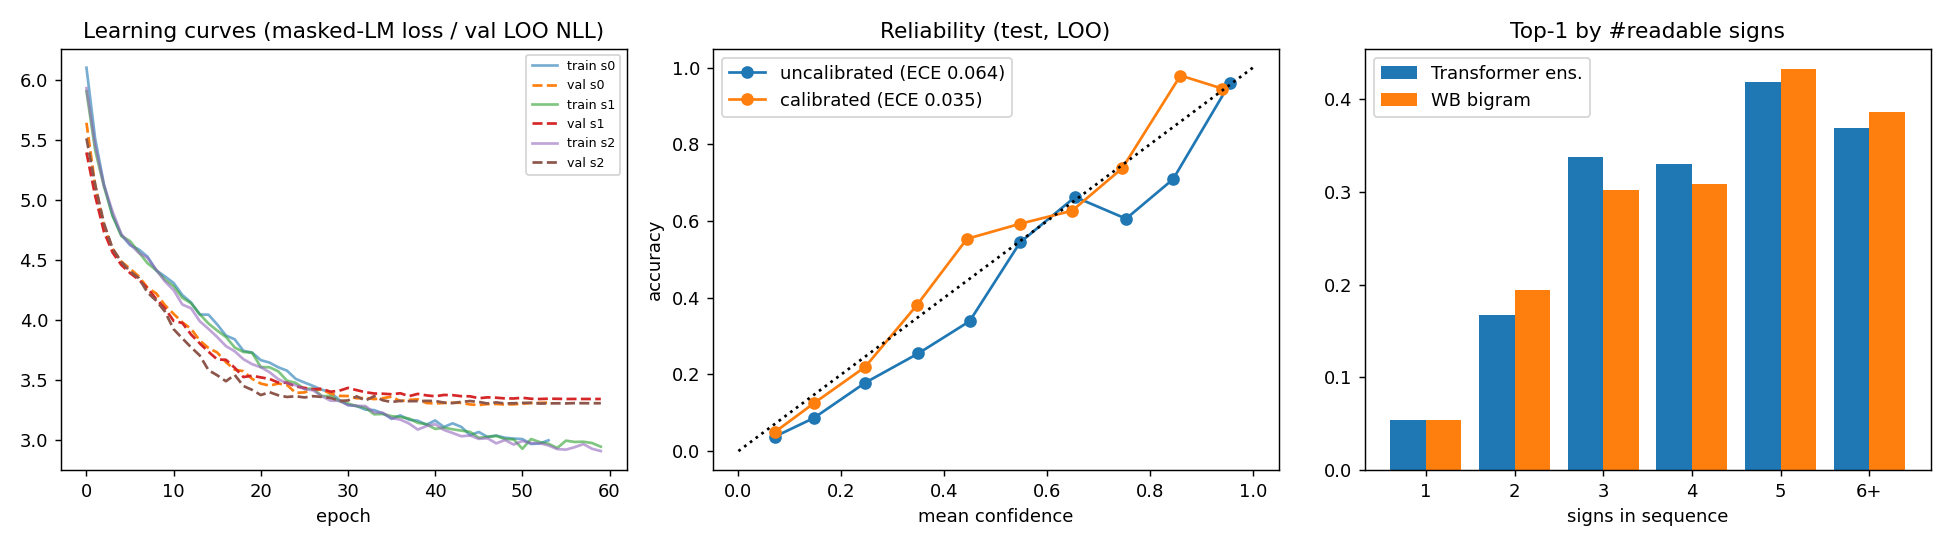 Learning curves (masked-LM loss / val LOO NLL)
6.0
5.5
5.0
4.5
4.0
3.5
3.0
0 10 20 30 40 50 60
epoch
train s0
val s0
train s1
val s1
train s2
val s2
Reliability (test, LOO)
accuracy
1.0
0.8
0.6
0.4
0.2
0.0
0.0 0.2 0.4 0.6 0.8 1.0
mean confidence
uncalibrated (ECE 0.064)
calibrated (ECE 0.035)
Top-1 by #readable signs
0.4
0.3
0.2
0.1
0.0
1 2 3 4 5 6+
signs in sequence
Transformer ens.
WB bigram